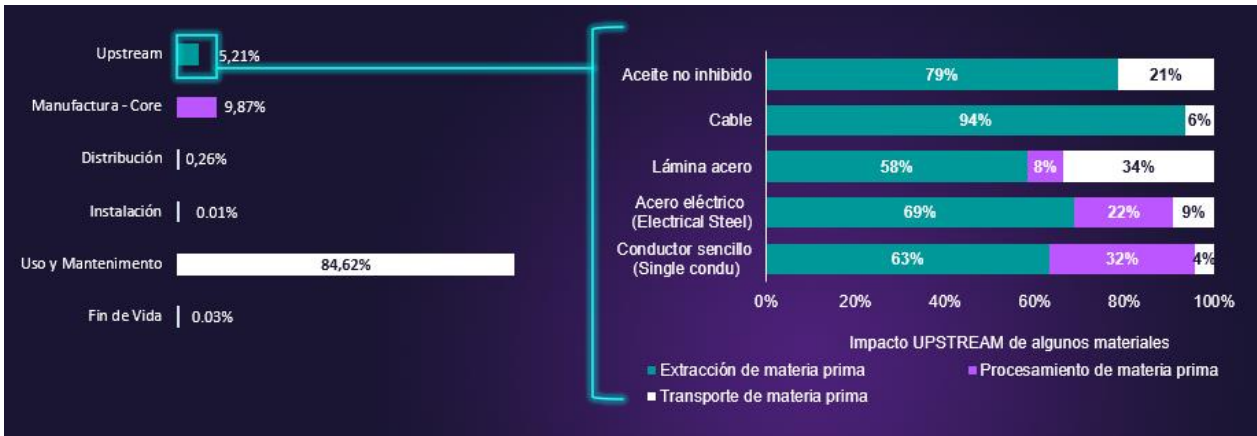 Upstream 5,21%
Manufactura - Core 9,87%
Distribución 0,26%
Instalación 0.01%
Uso y Mantenimento 84,62%
Fin de Vida 0.03%
Aceite no inhibido 79% 21%
Cable 94% 6%
Lámina acero 58% 8% 34%
Acero eléctrico
(Electrical Steel) 69% 22% 9%
Conductor sencillo
(Single condu) 63% 32% 4%
0% 20% 40% 60% 80% 100%
Impacto UPSTREAM de algunos materiales
Extracción de materia prima Procesamiento de materia prima
Transporte de materia prima